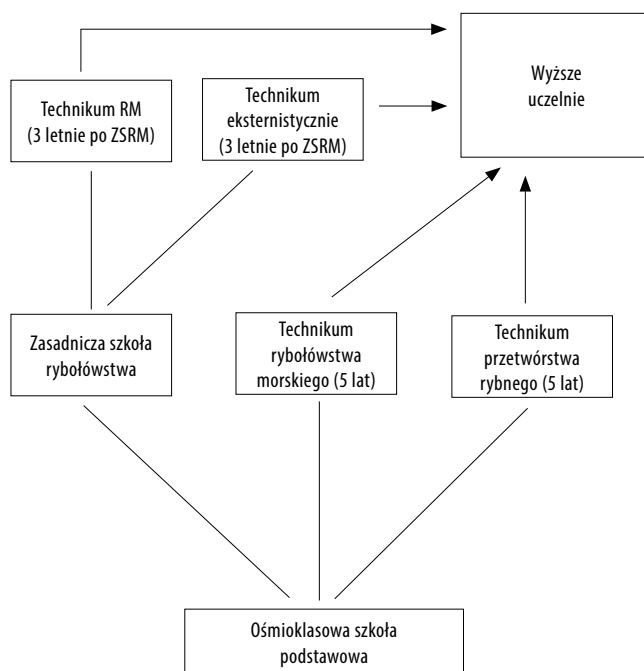 Wyższe
uczelnie
Technikum RM
(3 letnie po ZSRM)
Technikum
eksternistycznie
(3 letnie po ZSRM)
Zasadnicza szkoła
rybołówstwa
Technikum
rybołówstwa
morskiego (5 lat)
Technikum
przetwórstwa
rybnego (5 lat)
Ośmioklasowa szkoła
podstawowa